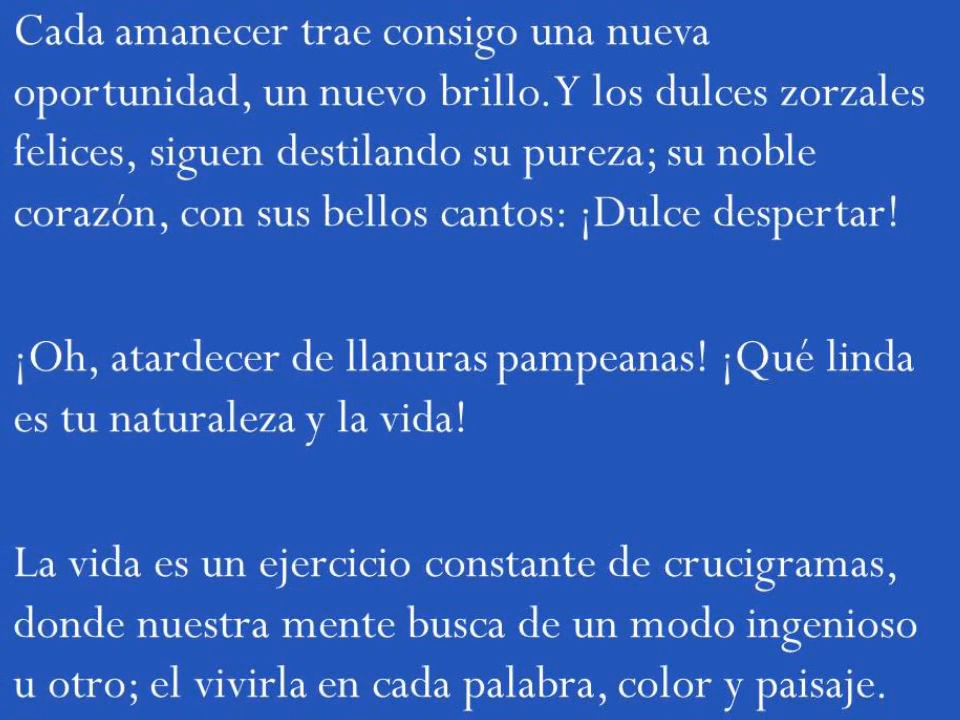 Cada amanecer trae consigo una nueva
oportunidad, un nuevo brillo. Y los dulces zorzales
felices, siguen destilando su pureza; su noble
corazón, con sus bellos cantos: ¡Dulce despertar!
¡Oh, atardecer de llanuras pampeanas! ¡Qué linda
es tu naturaleza y la vida!
La vida es un ejercicio constante de crucigramas,
donde nuestra mente busca de un modo ingenioso
u otro; el vivirla en cada palabra, color y paisaje.